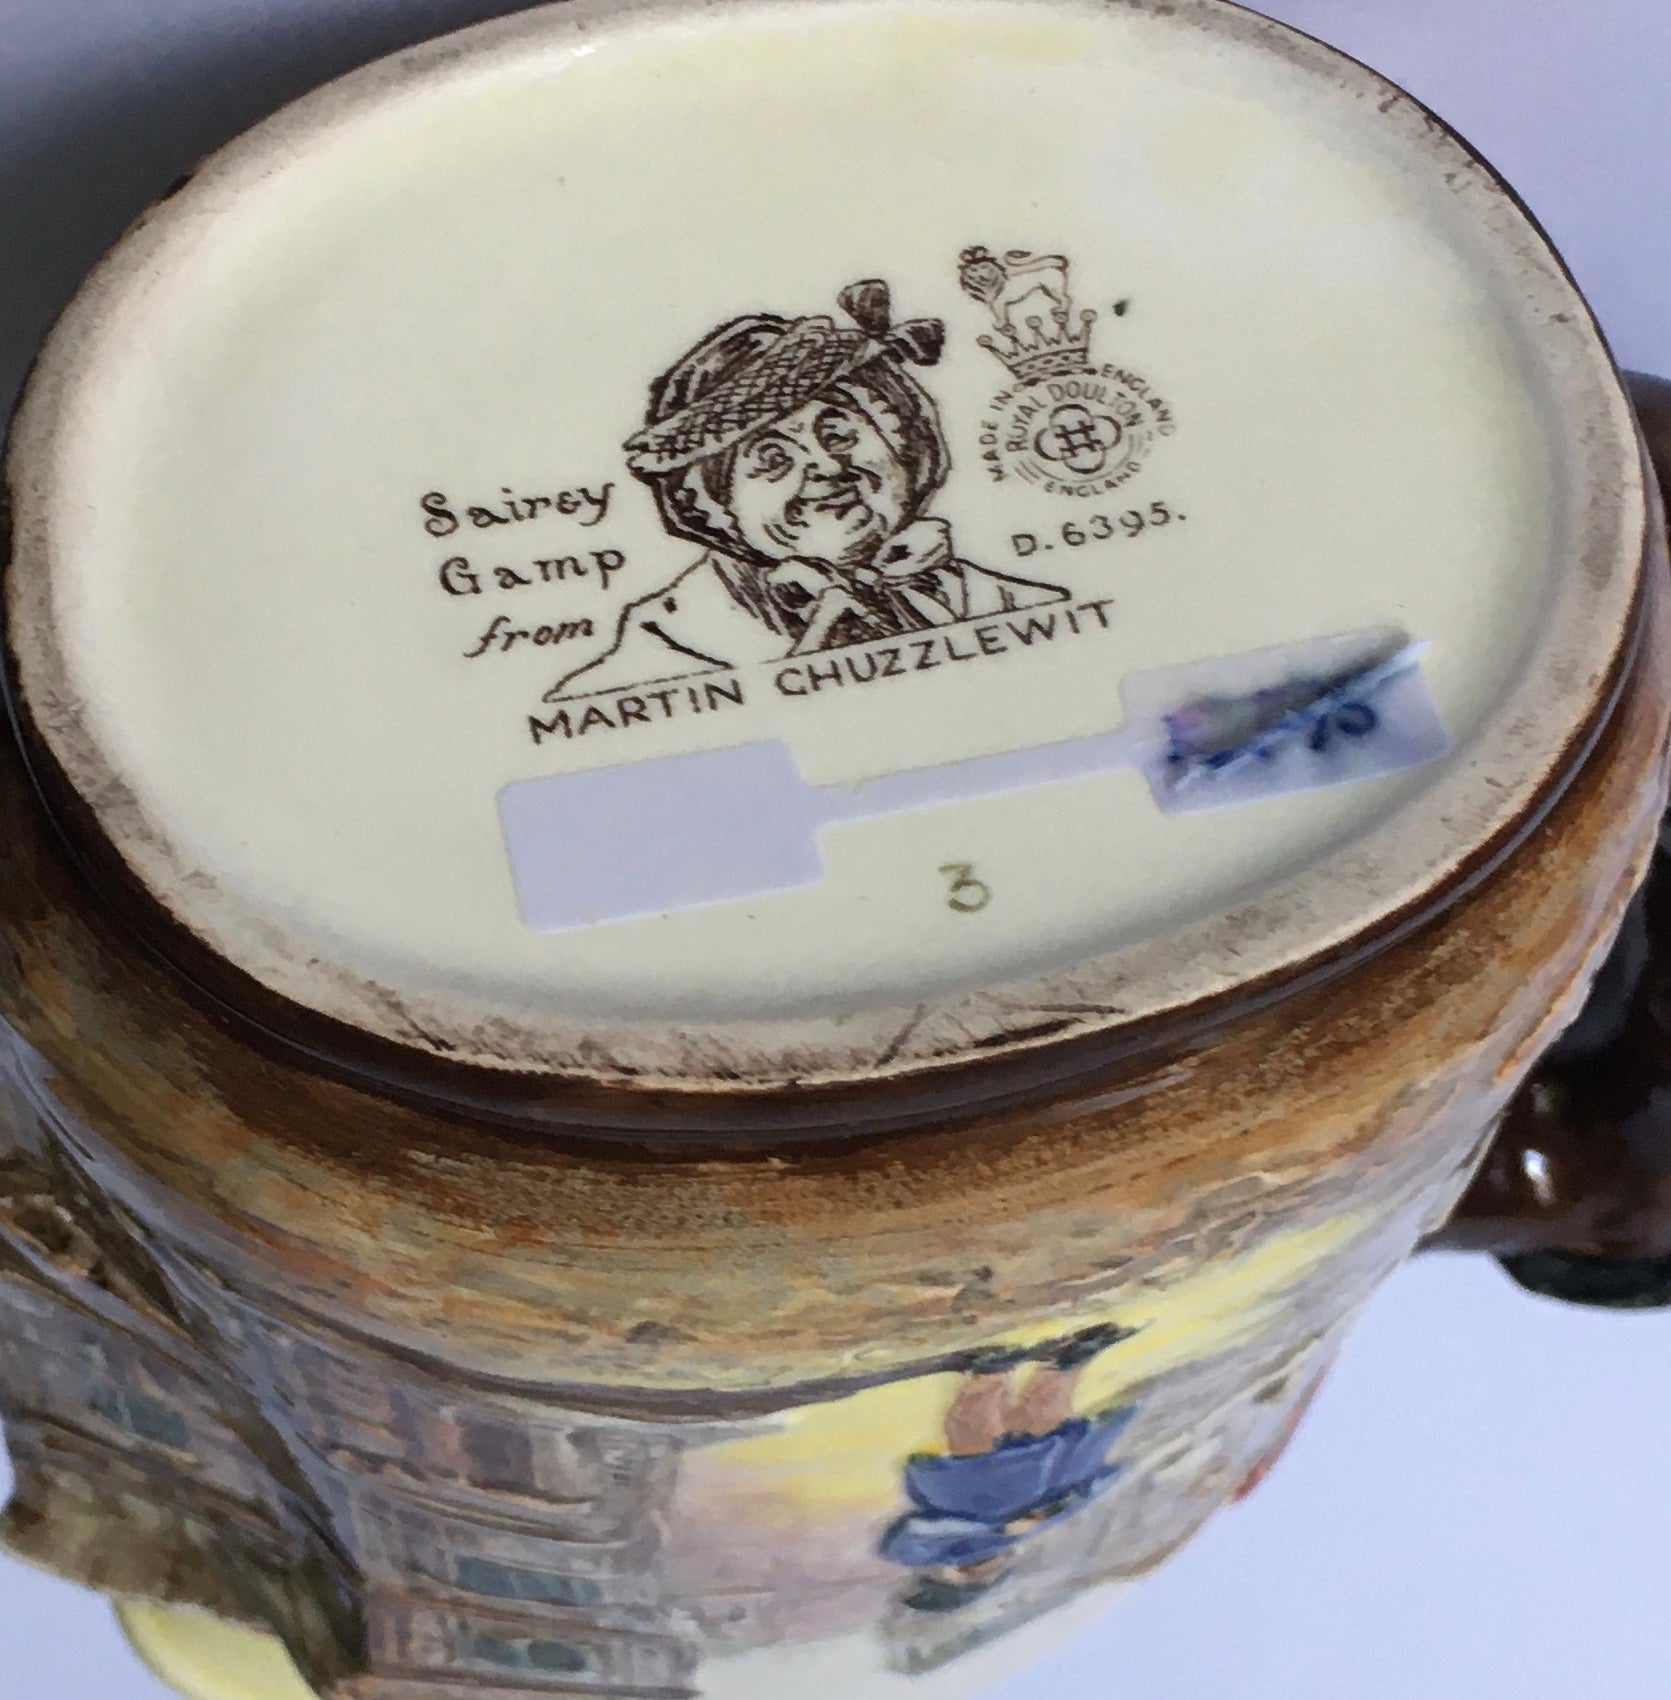 Sairey
Gamp
from
MARTIN CHUZZLEWIT
MADE IN ENGLAND
ROYAL DOULTON
ENGLAND
D.6395.
3